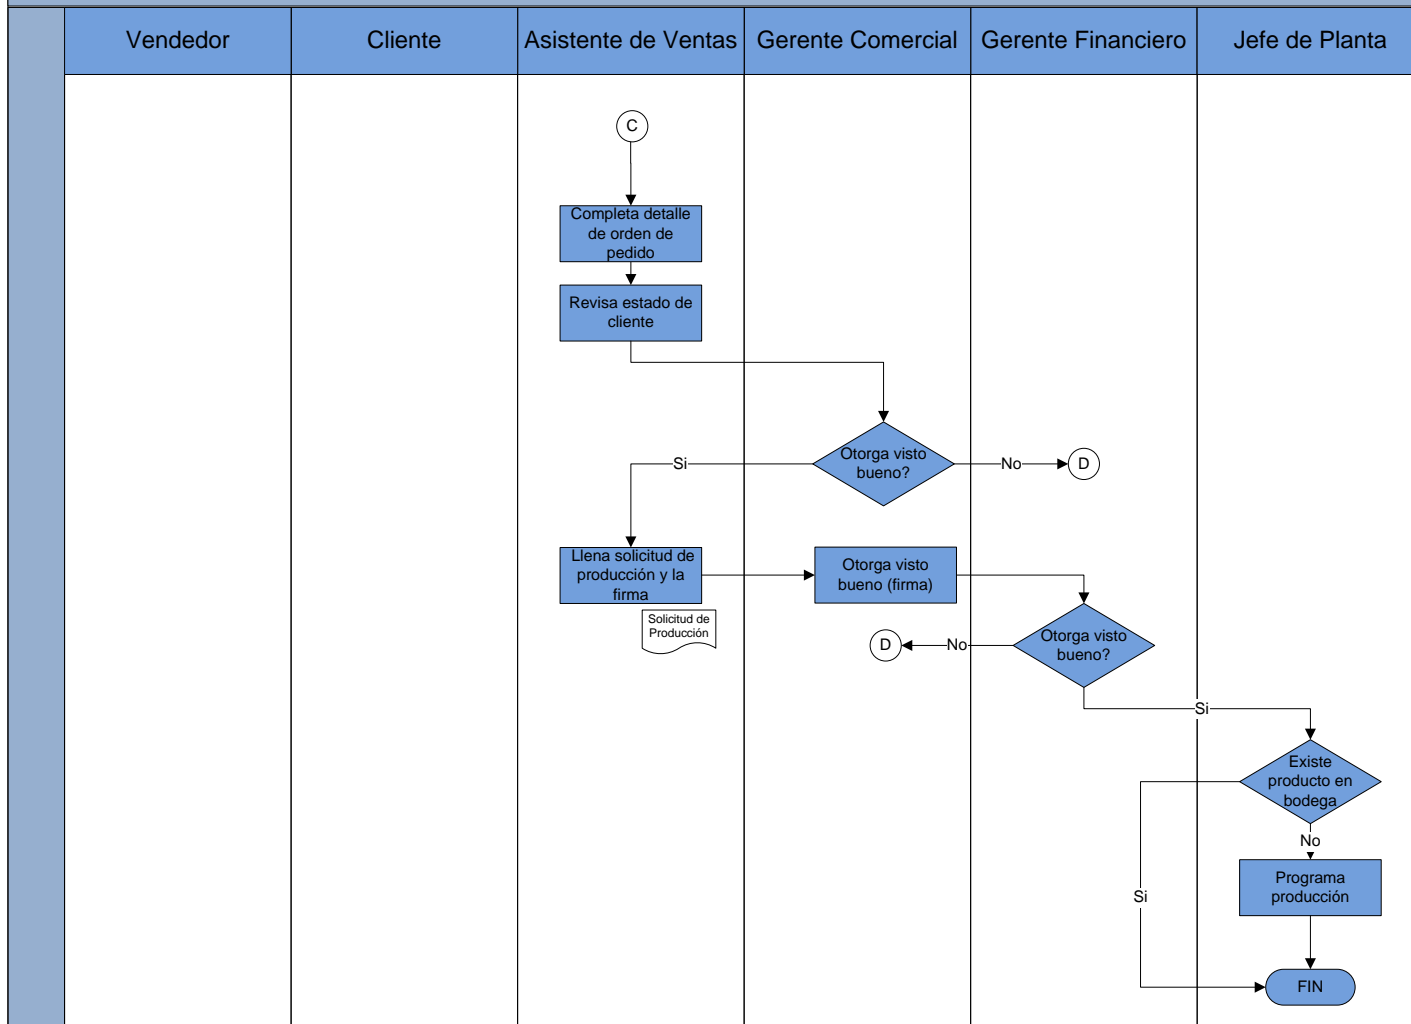 Vendedor
Cliente
Asistente de Ventas
Gerente Comercial
Gerente Financiero
Jefe de Planta
C
Completa detalle
de orden de
pedido
Revisa estado de
cliente
Otorga visto
bueno?
Si
No
D
Llena solicitud de
producción y la
firma
Solicitud de
Producción
Otorga visto
bueno (firma)
Otorga visto
bueno?
No
D
Si
Existe
producto en
bodega
No
Si
Programa
producción
FIN